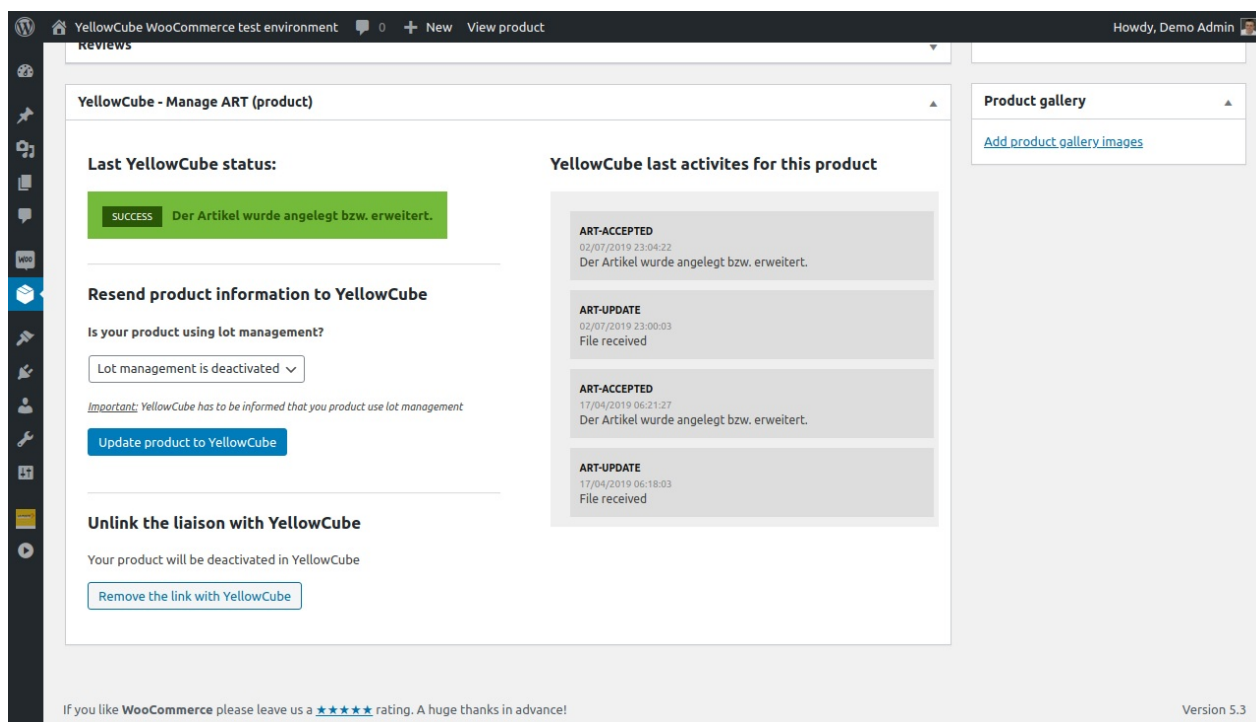 YellowCube WooCommerce test environment 0 New View product Howdy, Demo Admin
Reviews
YellowCube - Manage ART (product)
Last YellowCube status:
SUCCESS Der Artikel wurde angelegt bzw. erweitert.
Resend product information to YellowCube
Is your product using lot management?
Lot management is deactivated
Important: YellowCube has to be informed that you product use lot management
Update product to YellowCube
Unlink the liaison with YellowCube
Your product will be deactivated in YellowCube
Remove the link with YellowCube
YellowCube last activites for this product
ART-ACCEPTED
02/07/2019 23:04:22
Der Artikel wurde angelegt bzw. erweitert.
ART-UPDATE
02/07/2019 23:00:03
File received
ART-ACCEPTED
17/04/2019 06:21:27
Der Artikel wurde angelegt bzw. erweitert.
ART-UPDATE
17/04/2019 06:18:03
File received
Product gallery
Add product gallery images
If you like WooCommerce please leave us a ★★★★★ rating. A huge thanks in advance!
Version 5.3